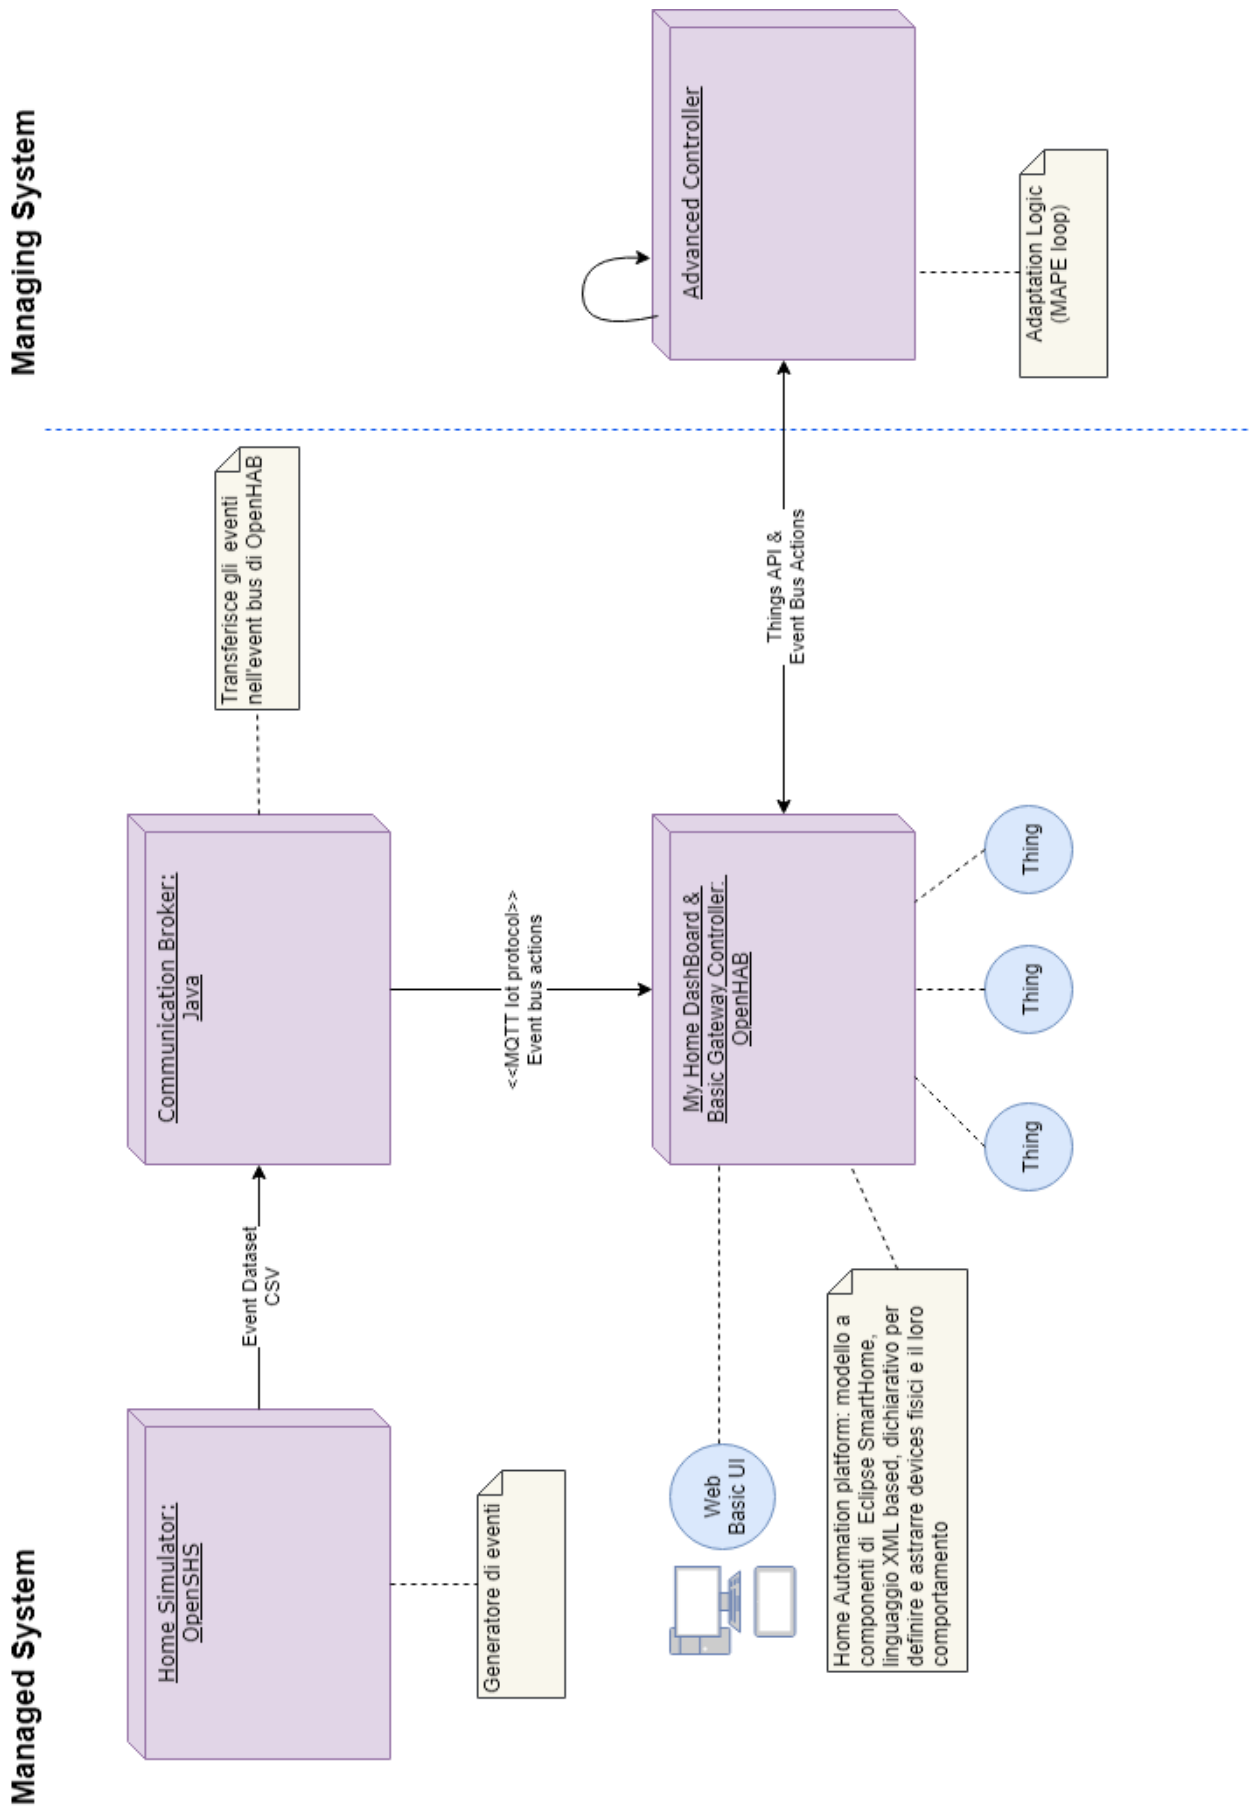 Managed System
Managing System
Home Simulator:
OpenSHS
Event Dataset
CSV
Communication Broker:
Java
Transferisce gli  eventi
nell'event bus di OpenHAB
Generatore di eventi
<<MQTT Iot protocol>>
Event bus actions
Web
Basic UI
My Home DashBoard &
Basic Gateway Controller:
OpenHAB
Things API &
Event Bus Actions
Advanced Controller
Home Automation platform: modello a
componenti di  Eclipse SmartHome,
linguaggio XML based, dichiarativo per
definire e astrarre devices fisici e il loro
comportamento
Thing
Thing
Thing
Adaptation Logic
(MAPE loop)